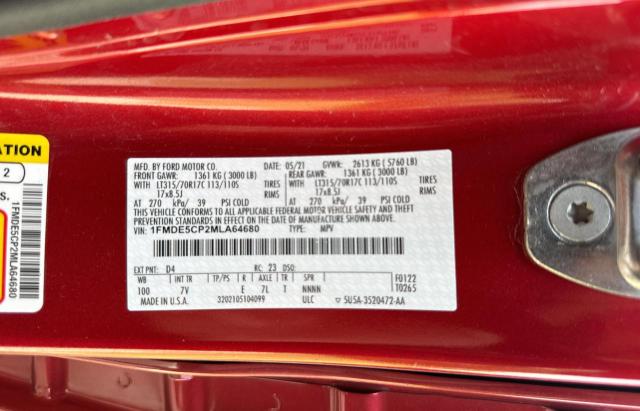 ATION
2
S.
1FMDE5CP2MLA64680
MFD. BY FORD MOTOR CO. 05/21 GVWR: 2613 KG ( 5760 LB)
FRONT GAWR: 1361 KG ( 3000 LB) REAR GAWR: 1361 KG ( 3000 LB)
WITH LT315/70R17C 113/110S TIRES WITH LT315/70R17C 113/110S TIRES
17x8.5J RIMS 17x8.5J RIMS
AT 270 kPa/ 39 PSI COLD AT 270 kPa/ 39 PSI COLD
THIS VEHICLE CONFORMS TO ALL APPLICABLE FEDERAL MOTOR VEHICLE SAFETY AND THEFT
PREVENTION STANDARDS IN EFFECT ON THE DATE OF MANUFACTURE SHOWN ABOVE.
VIN: 1FMDE5CP2MLA64680 TYPE: MPV
EXT PNT: D4 RC: 23 DSO:
WB INT TR TP/PS R AXLE TR SPR F0122
100 7V E 7L T NNNN T0265
MADE IN U.S.A. 3202105104099 ULC 5U5A-3520472-AA